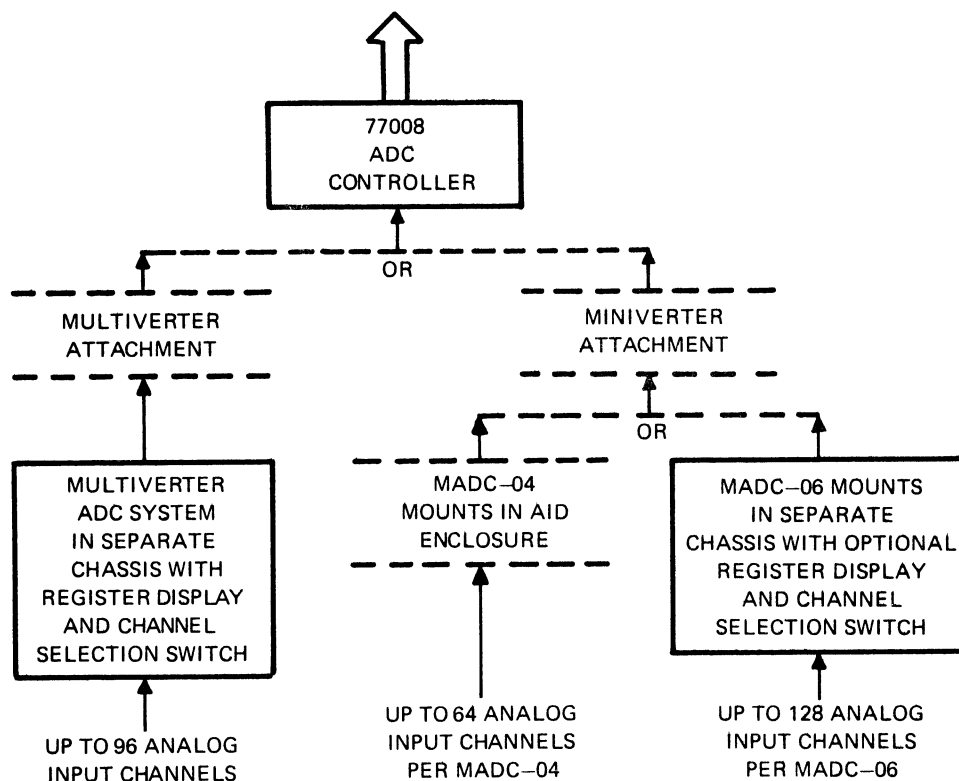 77008
ADC
CONTROLLER
OR
MULTIVERTER
ATTACHMENT
MINIVERTER
ATTACHMENT
OR
MULTIVERTER
ADC SYSTEM
IN SEPARATE
CHASSIS WITH
REGISTER DISPLAY
AND CHANNEL
SELECTION SWITCH
MADC–04
MOUNTS IN AID
ENCLOSURE
MADC–06 MOUNTS
IN SEPARATE
CHASSIS WITH OPTIONAL
REGISTER DISPLAY
AND CHANNEL
SELECTION SWITCH
UP TO 96 ANALOG
INPUT CHANNELS
UP TO 64 ANALOG
INPUT CHANNELS
PER MADC–04
UP TO 128 ANALOG
INPUT CHANNELS
PER MADC–06